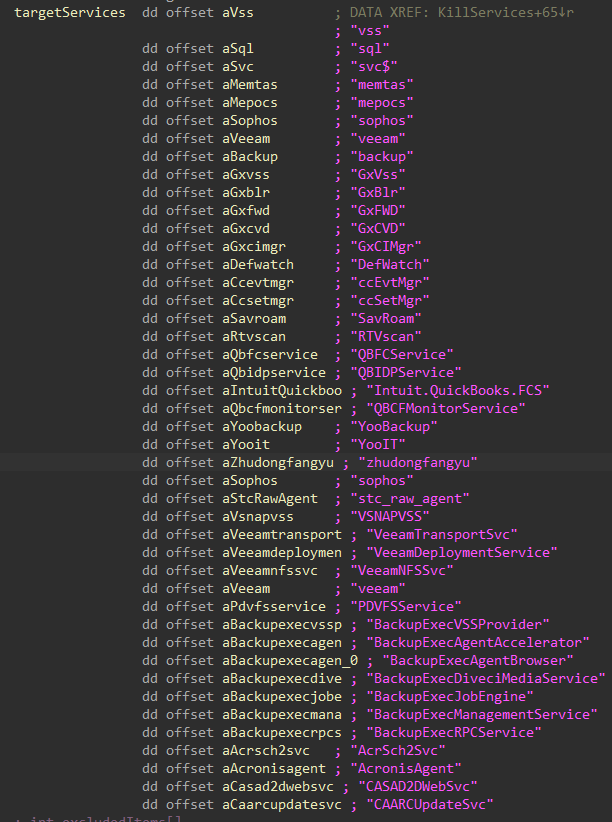 targetServices dd offset aVss ; DATA XREF: KillServices+65↓r
; "vss"
dd offset aSql ; "sql"
dd offset aSvc ; "svc$"
dd offset aMemtas ; "memtas"
dd offset aMepocs ; "mepocs"
dd offset aSophos ; "sophos"
dd offset aVeeam ; "veeam"
dd offset aBackup ; "backup"
dd offset aGxvss ; "GxVss"
dd offset aGxblr ; "GxBlr"
dd offset aGxfwd ; "GxFWD"
dd offset aGxcvd ; "GxCVD"
dd offset aGxcimgr ; "GxCIMgr"
dd offset aDefwatch ; "DefWatch"
dd offset aCcevtmgr ; "ccEvtMgr"
dd offset aCcsetmgr ; "ccSetMgr"
dd offset aSavroam ; "SavRoam"
dd offset aRtvscan ; "RTVscan"
dd offset aQbfcservice ; "QBFCService"
dd offset aQbidpservice ; "QBIDPService"
dd offset aIntuitQuickboo ; "Intuit.QuickBooks.FCS"
dd offset aQbcfmonitorser ; "QBCFMonitorService"
dd offset aYoobackup ; "YooBackup"
dd offset aYooit ; "YooIT"
dd offset aZhudongfangyu ; "zhudongfangyu"
dd offset aSophos ; "sophos"
dd offset aStcRawAgent ; "stc_raw_agent"
dd offset aVsnapvss ; "VSNAPVSS"
dd offset aVeeamtransport ; "VeeamTransportSvc"
dd offset aVeeamdeploymen ; "VeeamDeploymentService"
dd offset aVeeamnfssvc ; "VeeamNFSSvc"
dd offset aVeeam ; "veeam"
dd offset aPdvfsservice ; "PDVFSService"
dd offset aBackupexecvssp ; "BackupExecVSSProvider"
dd offset aBackupexecagen ; "BackupExecAgentAccelerator"
dd offset aBackupexecagen_0 ; "BackupExecAgentBrowser"
dd offset aBackupexecdive ; "BackupExecDiveciMediaService"
dd offset aBackupexecjobe ; "BackupExecJobEngine"
dd offset aBackupexecmana ; "BackupExecManagementService"
dd offset aBackupexecrpcs ; "BackupExecRPCService"
dd offset aAcrsch2svc ; "AcrSch2Svc"
dd offset aAcronisagent ; "AcronisAgent"
dd offset aCasad2dwebsvc ; "CASAD2DWebSvc"
dd offset aCaarcupdatesvc ; "CAARCUpdateSvc"
; int excludedItems[]